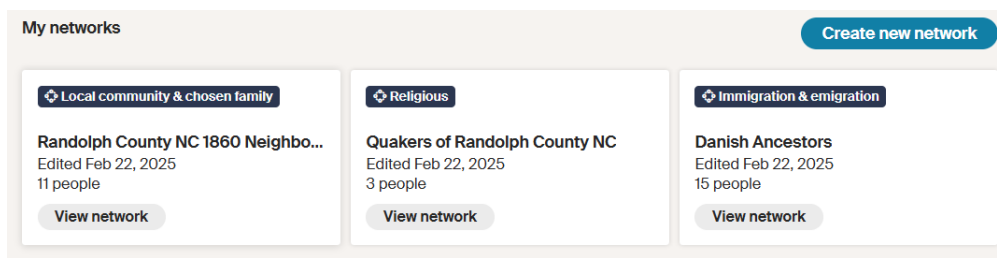 My networks
Create new network
Local community & chosen family
Randolph County NC 1860 Neighbo...
Edited Feb 22, 2025
11 people
View network
Religious
Quakers of Randolph County NC
Edited Feb 22, 2025
3 people
View network
Immigration & emigration
Danish Ancestors
Edited Feb 22, 2025
15 people
View network